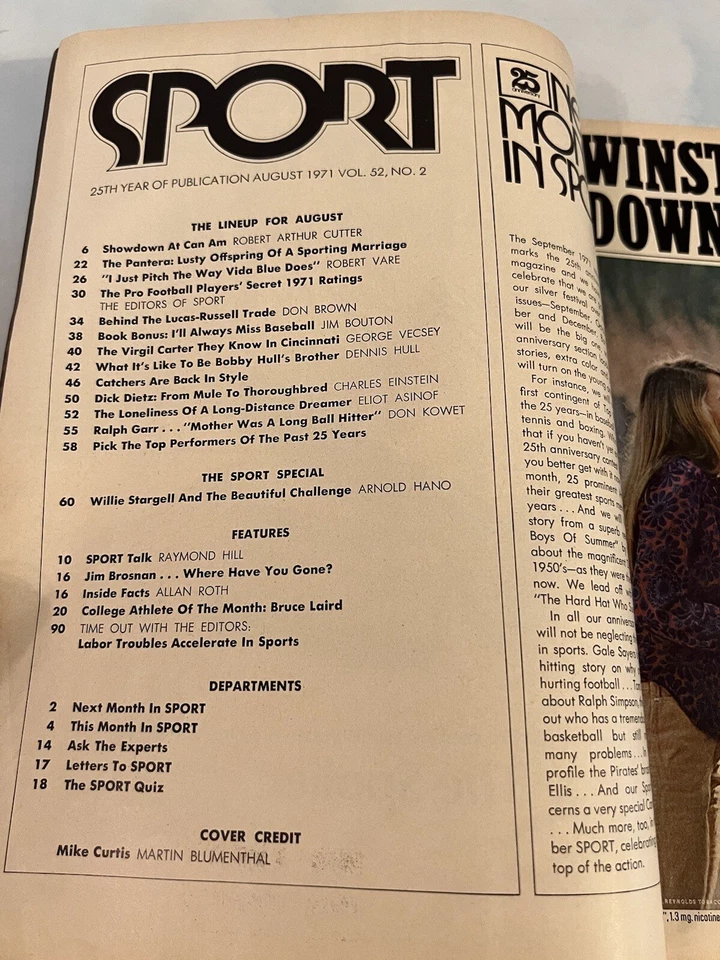 SPORT
25TH YEAR OF PUBLICATION AUGUST 1971 VOL. 52, NO. 2
THE LINEUP FOR AUGUST
6 Showdown At Can Am ROBERT ARTHUR CUTTER
22 The Pantera: Lusty Offspring Of A Sporting Marriage
26 "I Just Pitch The Way Vida Blue Does" ROBERT VARE
30 The Pro Football Players' Secret 1971 Ratings
THE EDITORS OF SPORT
34 Behind The Lucas-Russell Trade DON BROWN
38 Book Bonus: I'll Always Miss Baseball JIM BOUTON
40 The Virgil Carter They Know In Cincinnati GEORGE VECSEY
42 What It's Like To Be Bobby Hull's Brother DENNIS HULL
46 Catchers Are Back In Style
50 Dick Dietz: From Mule To Thoroughbred CHARLES EINSTEIN
52 The Loneliness Of A Long-Distance Dreamer ELIOT ASINOF
55 Ralph Garr . . . "Mother Was A Long Ball Hitter" DON KOWET
58 Pick The Top Performers Of The Past 25 Years
THE SPORT SPECIAL
60 Willie Stargell And The Beautiful Challenge ARNOLD HANO
FEATURES
10 SPORT Talk RAYMOND HILL
16 Jim Brosnan . . . Where Have You Gone?
16 Inside Facts ALLAN ROTH
20 College Athlete Of The Month: Bruce Laird
90 TIME OUT WITH THE EDITORS:
Labor Troubles Accelerate In Sports
DEPARTMENTS
2 Next Month In SPORT
4 This Month In SPORT
14 Ask The Experts
17 Letters To SPORT
18 The SPORT Quiz
COVER CREDIT
Mike Curtis MARTIN BLUMENTHAL
25
IN SP
The September 197
marks the 25th
magazine and we
celebrate that we
our silver festival
issues—September,
ber and December
will be the big
anniversary section
stories, extra color
will turn on the young
For instance, we
first contingent of
the 25 years—in
tennis and boxing.
that if you haven't
25th anniversary
you better get with it
month, 25 prominent
their greatest sports
years . . . And we
story from a superb
Boys Of Summer"
about the magnificent
1950's—as they were
now. We lead off
"The Hard Hat Who
In all our
will not be neglecting
in sports. Gale Sayers
hitting story on why
hurting football . . .
about Ralph Simpson,
out who has a
basketball but still
many problems . . .
profile the Pirates'
Ellis . . . And our
cerns a very special
. . . Much more, too,
ber SPORT, celebrating
top of the action.
WINST
DOWN
REYNOLDS
1.3 mg. nicotine